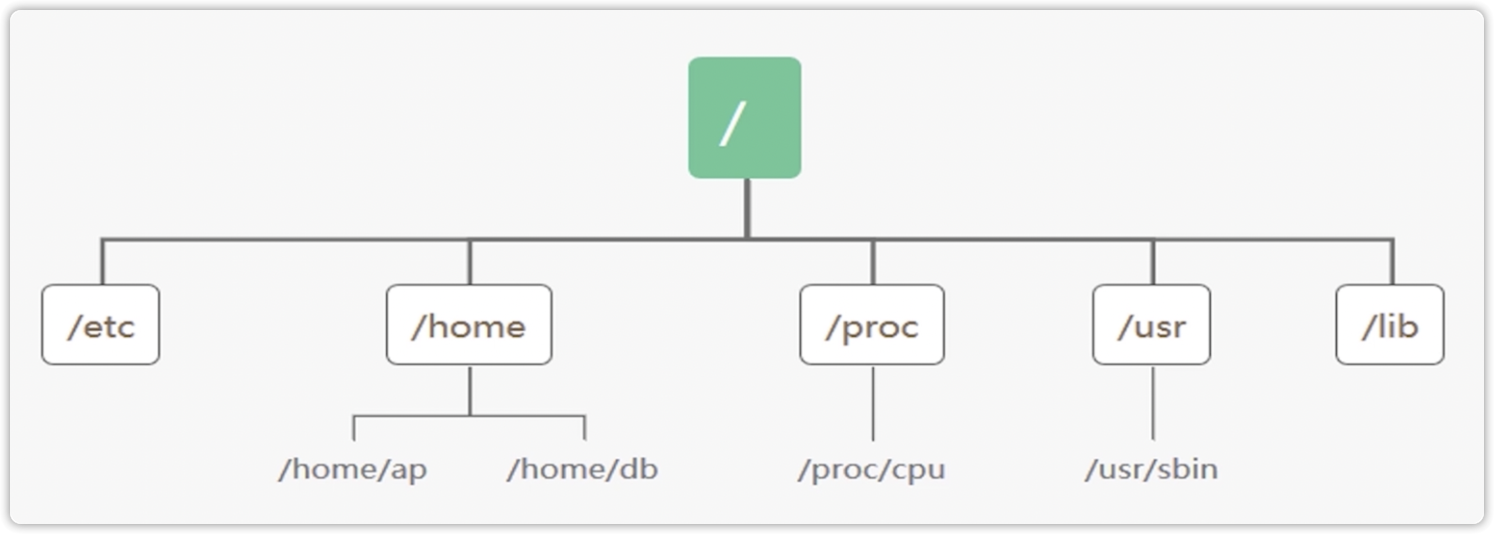 /
/etc
/home
/proc
/usr
/lib
/home/ap
/home/db
/proc/cpu
/usr/sbin